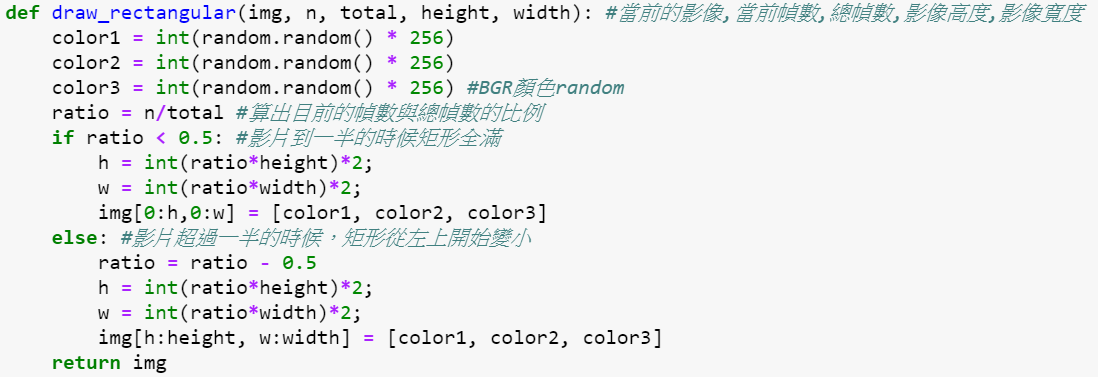 def draw_rectangular(img, n, total, height, width): #當前的影像,當前幀數,總幀數,影像高度,影像寬度
    color1 = int(random.random() * 256)
    color2 = int(random.random() * 256)
    color3 = int(random.random() * 256) #BGR顏色random
    ratio = n/total #算出目前的幀數與總幀數的比例
    if ratio < 0.5: #影片到一半的時候矩形全滿
        h = int(ratio*height)*2;
        w = int(ratio*width)*2;
        img[0:h,0:w] = [color1, color2, color3]
    else: #影片超過一半的時候，矩形從左上開始變小
        ratio = ratio - 0.5
        h = int(ratio*height)*2;
        w = int(ratio*width)*2;
        img[h:height, w:width] = [color1, color2, color3]
    return img